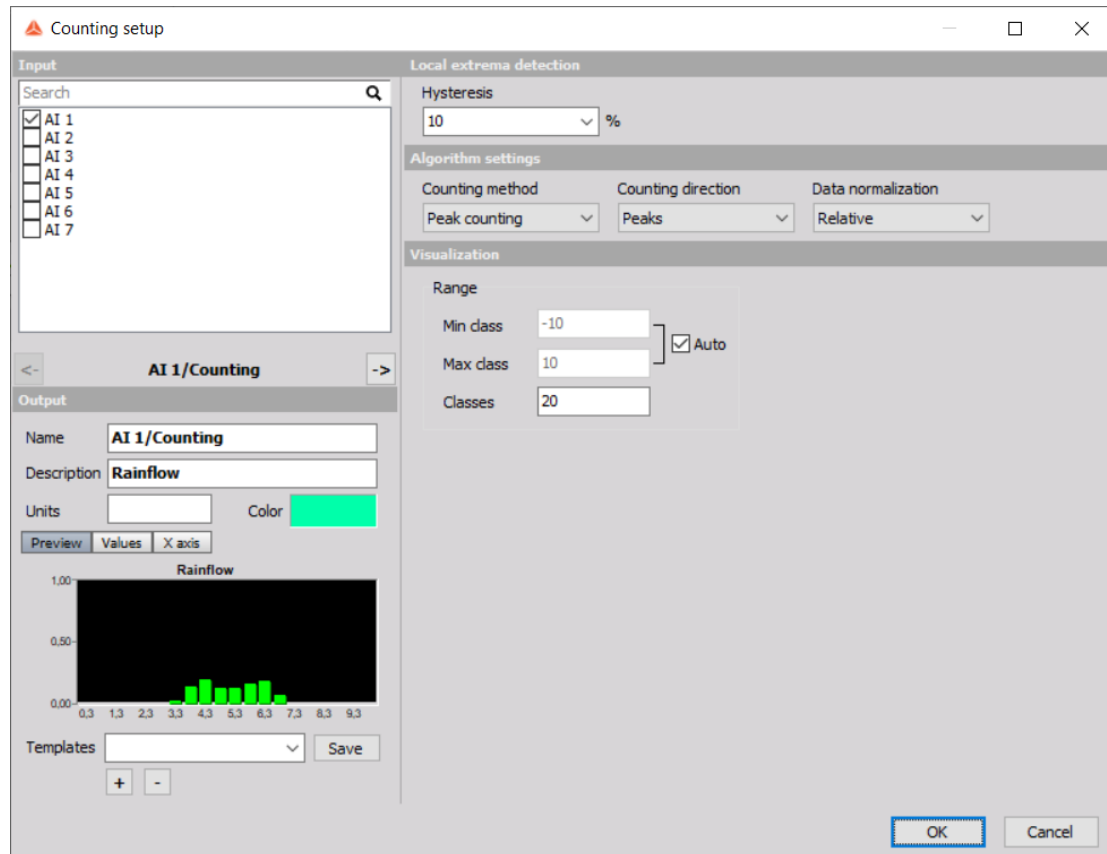 Counting setup
Input
Search
AI 1
AI 2
AI 3
AI 4
AI 5
AI 6
AI 7
<-
AI 1/Counting
->
Output
Name
AI 1/Counting
Description
Rainflow
Units
Color
Preview
Values
X axis
Rainflow
1,00
0,50
0,00
0,3 1,3 2,3 3,3 4,3 5,3 6,3 7,3 8,3 9,3
Templates
Save
+
-
Local extrema detection
Hysteresis
10
%
Algorithm settings
Counting method
Counting direction
Data normalization
Peak counting
Peaks
Relative
Visualization
Range
Min class
-10
Auto
Max class
10
Classes
20
OK
Cancel